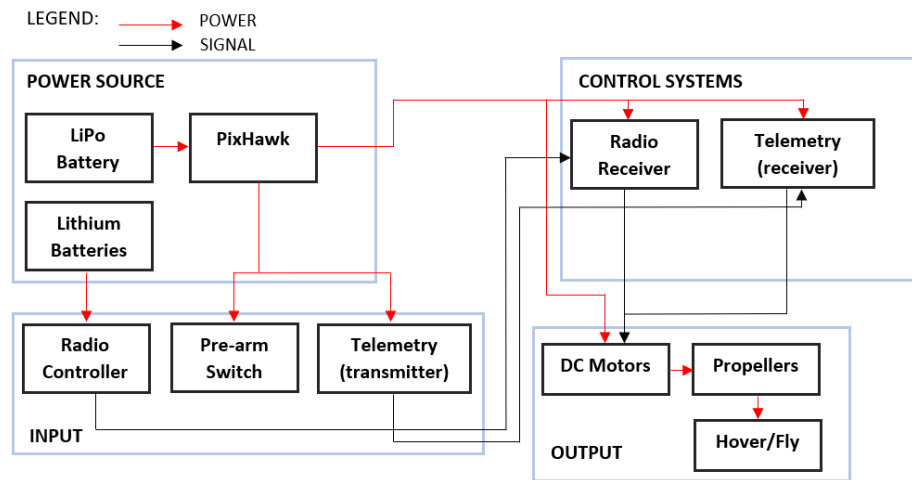 LEGEND:
POWER
SIGNAL
POWER SOURCE
LiPo
Battery
PixHawk
Lithium
Batteries
CONTROL SYSTEMS
Radio
Receiver
Telemetry
(receiver)
Radio
Controller
Pre-arm
Switch
Telemetry
(transmitter)
INPUT
DC Motors
Propellers
Hover/Fly
OUTPUT